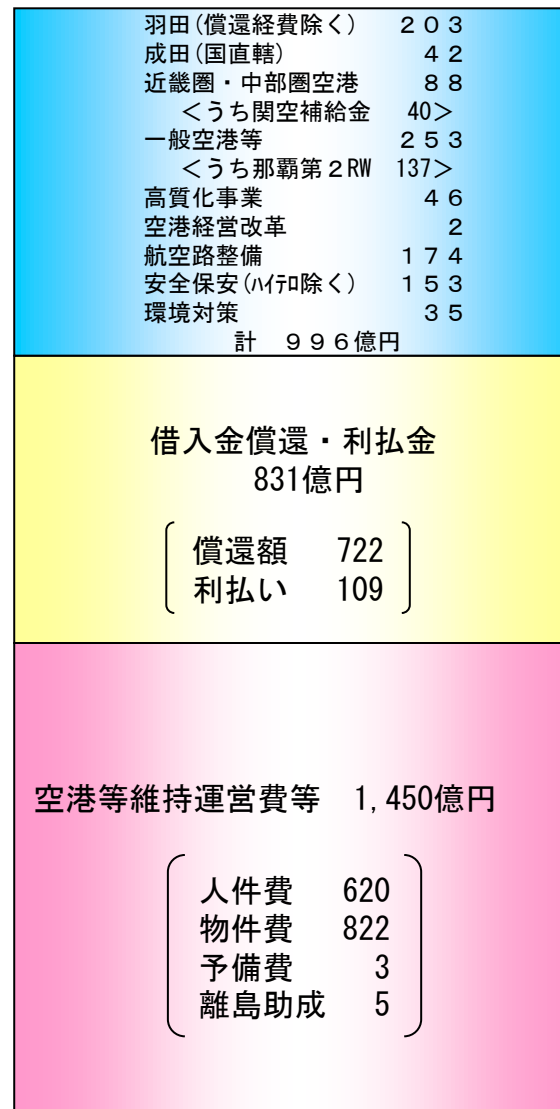 羽田(償還経費除く) ２０３
成田(国直轄) ４２
近畿圏・中部圏空港 ８８
＜うち関空補給金 40＞
一般空港等 ２５３
＜うち那覇第２RW 137＞
高質化事業 ４６
空港経営改革 ２
航空路整備 １７４
安全保安(ﾊｲﾃﾛ除く) １５３
環境対策 ３５
計 ９９６億円
借入金償還・利払金
831億円
償還額 722
利払い 109
空港等維持運営費等 1,450億円
人件費 620
物件費 822
予備費 3
離島助成 5